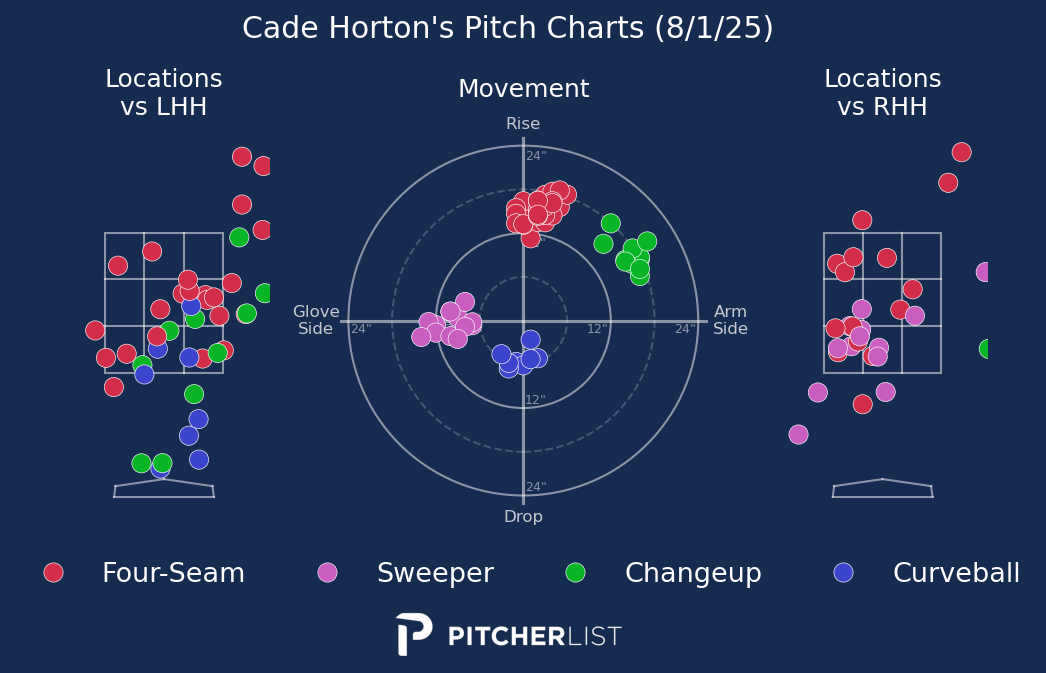 Cade Horton's Pitch Charts (8/1/25)
Locations
vs LHH
Movement
Locations
vs RHH
Rise
24"
Glove
Side
24"
12"
24"
Arm
Side
12"
24"
Drop
Four-Seam
Sweeper
Changeup
Curveball
PITCHERLIST